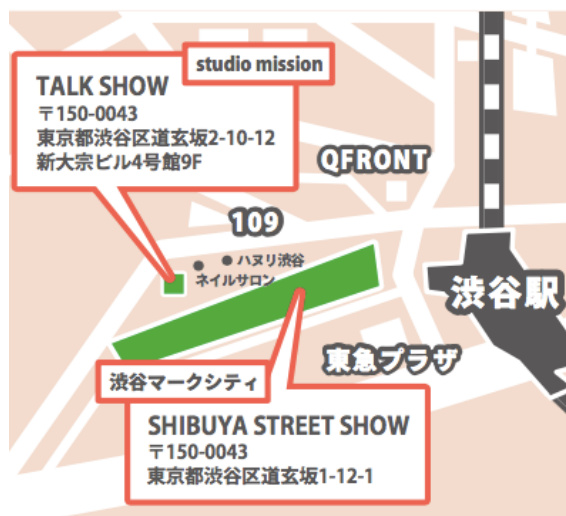 studio mission
TALK SHOW
〒150-0043
東京都渋谷区道玄坂2-10-12
新大宗ビル4号館9F
QFRONT
109
ハヌリ渋谷
ネイルサロン
渋谷駅
東急プラザ
渋谷マークシティ
SHIBUYA STREET SHOW
〒150-0043
東京都渋谷区道玄坂1-12-1